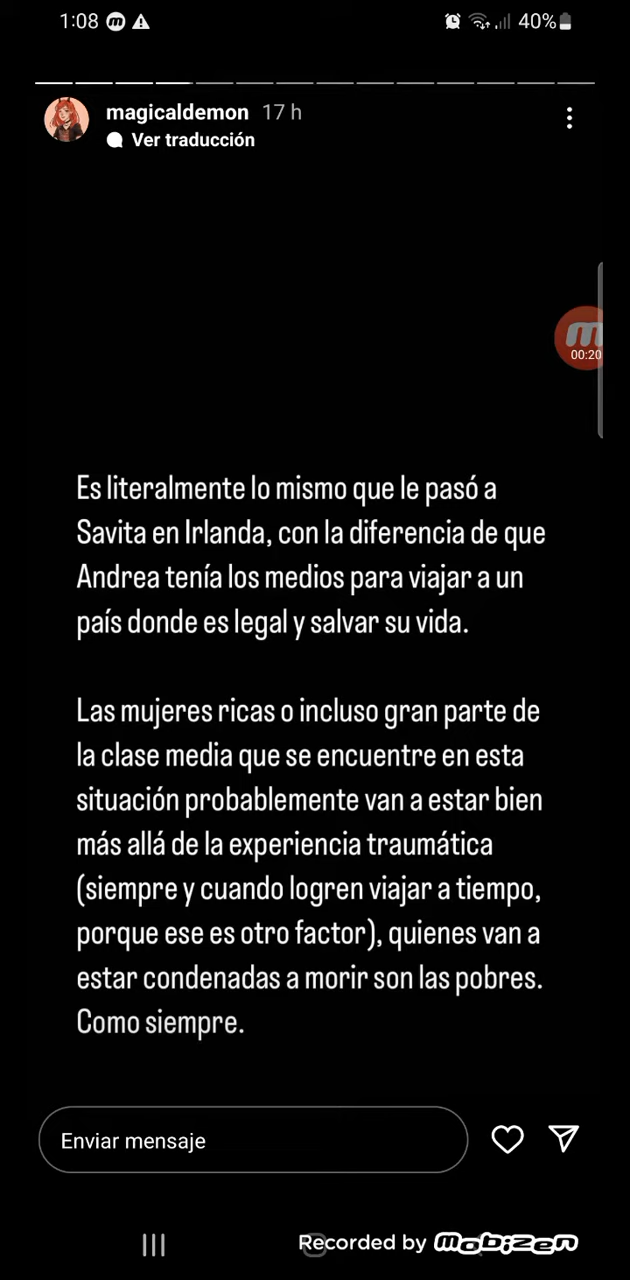 1:08 m 40%
magicaldemon 17 h
Ver traducción
m
00:20
Es literalmente lo mismo que le pasó a
Savita en Irlanda, con la diferencia de que
Andrea tenía los medios para viajar a un
país donde es legal y salvar su vida.
Las mujeres ricas o incluso gran parte de
la clase media que se encuentre en esta
situación probablemente van a estar bien
más allá de la experiencia traumática
(siempre y cuando logren viajar a tiempo,
porque ese es otro factor), quienes van a
estar condenadas a morir son las pobres.
Como siempre.
Enviar mensaje
Recorded by Mobizen